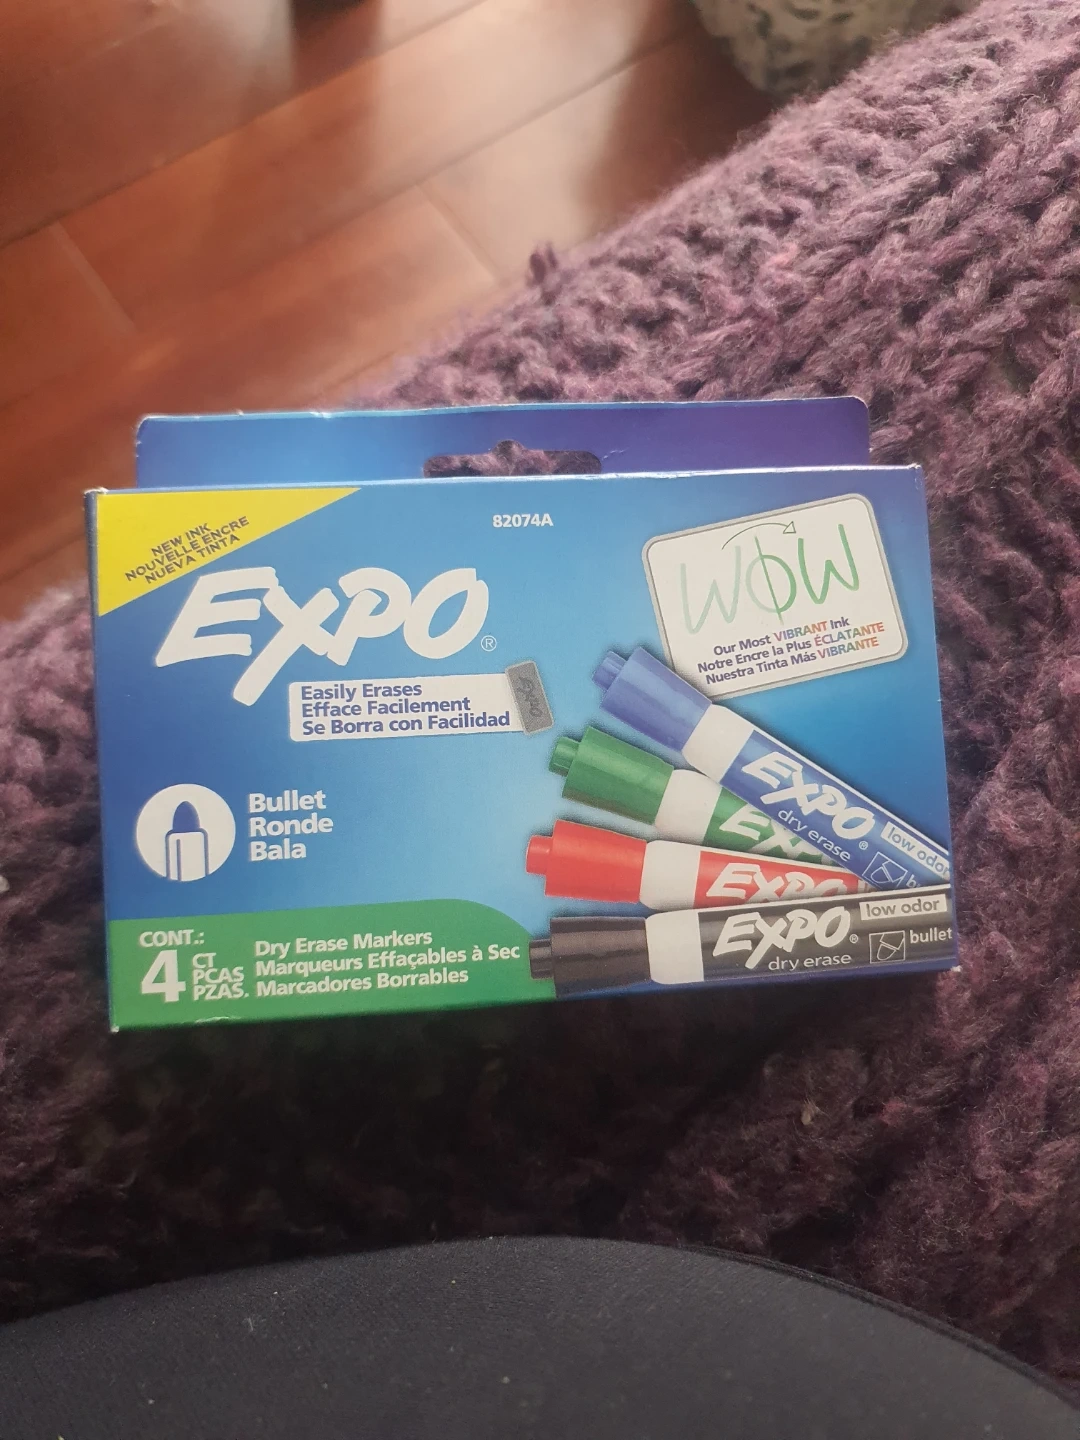 82074A
NEW INK
NOUVELLE ENCRE
NUEVA TINTA
EXPO®
Easily Erases
Efface Facilement
Se Borra con Facilidad
WOW
Our Most VIBRANT Ink
Notre Encre la Plus ÉCLATANTE
Nuestra Tinta Más VIBRANTE
Bullet
Ronde
Bala
EXPO®
dry erase
low odor
b
EX
EXPO
EXPO®
dry erase
low odor
bullet
CONT.:
4 CT
PCAS
PZAS.
Dry Erase Markers
Marqueurs Effaçables à Sec
Marcadores Borrables